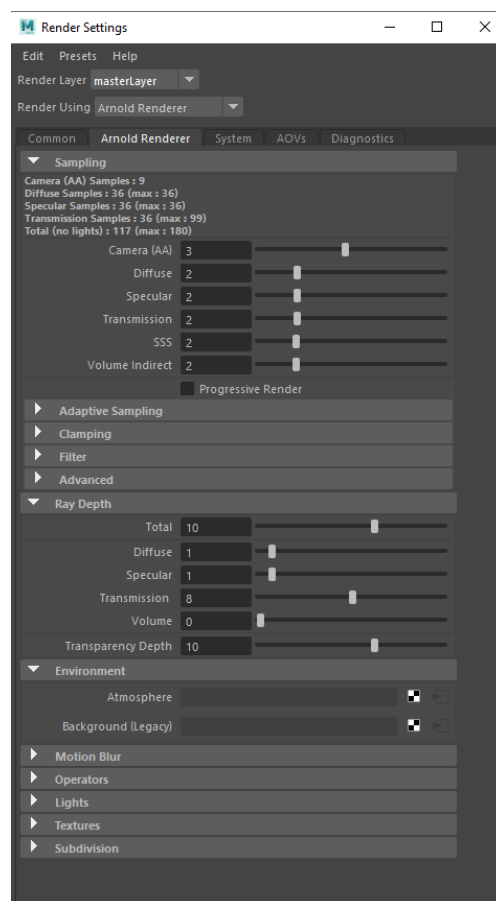 M Render Settings
Edit Presets Help
Render Layer masterLayer
Render Using Arnold Renderer
Common Arnold Renderer System AOVs Diagnostics
Sampling
Camera (AA) Samples : 9
Diffuse Samples : 36 (max : 36)
Specular Samples : 36 (max : 36)
Transmission Samples : 36 (max : 99)
Total (no lights) : 117 (max : 180)
Camera (AA) 3
Diffuse 2
Specular 2
Transmission 2
SSS 2
Volume Indirect 2
Progressive Render
Adaptive Sampling
Clamping
Filter
Advanced
Ray Depth
Total 10
Diffuse 1
Specular 1
Transmission 8
Volume 0
Transparency Depth 10
Environment
Atmosphere
Background (Legacy)
Motion Blur
Operators
Lights
Textures
Subdivision